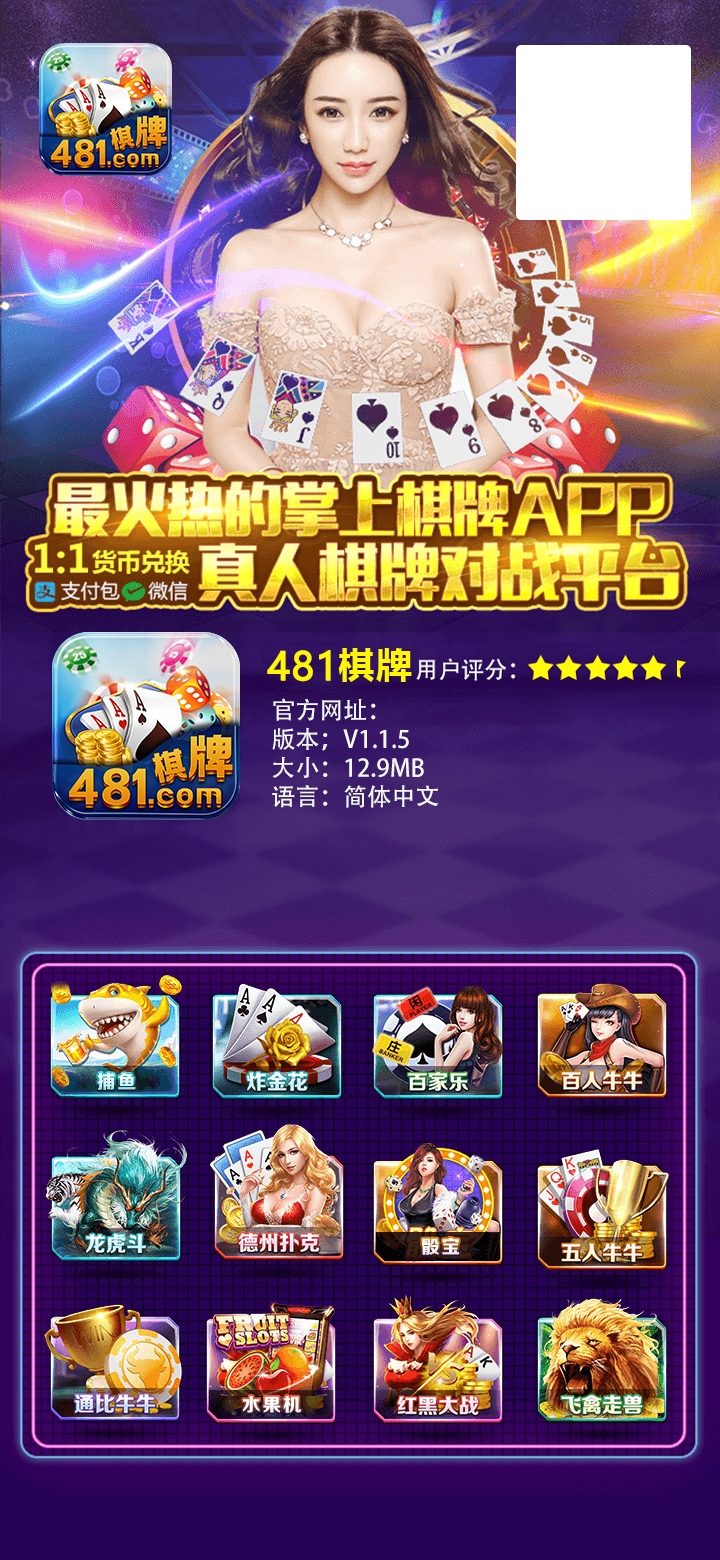 棋牌
481.com
最火热的掌上棋牌APP
1:1货币兑换
支付包 微信
真人棋牌对战平台
481棋牌 用户评分：
官方网址：
版本；V1.1.5
大小：12.9MB
语言：简体中文
棋牌
481.com
捕鱼
炸金花
闲
PLAYER
庄
BANKER
百家乐
百人牛牛
龙虎斗
德州扑克
骰宝
五人牛牛
WIN
通比牛牛
FRUIT
SLOTS
水果机
VS
红黑大战
飞禽走兽